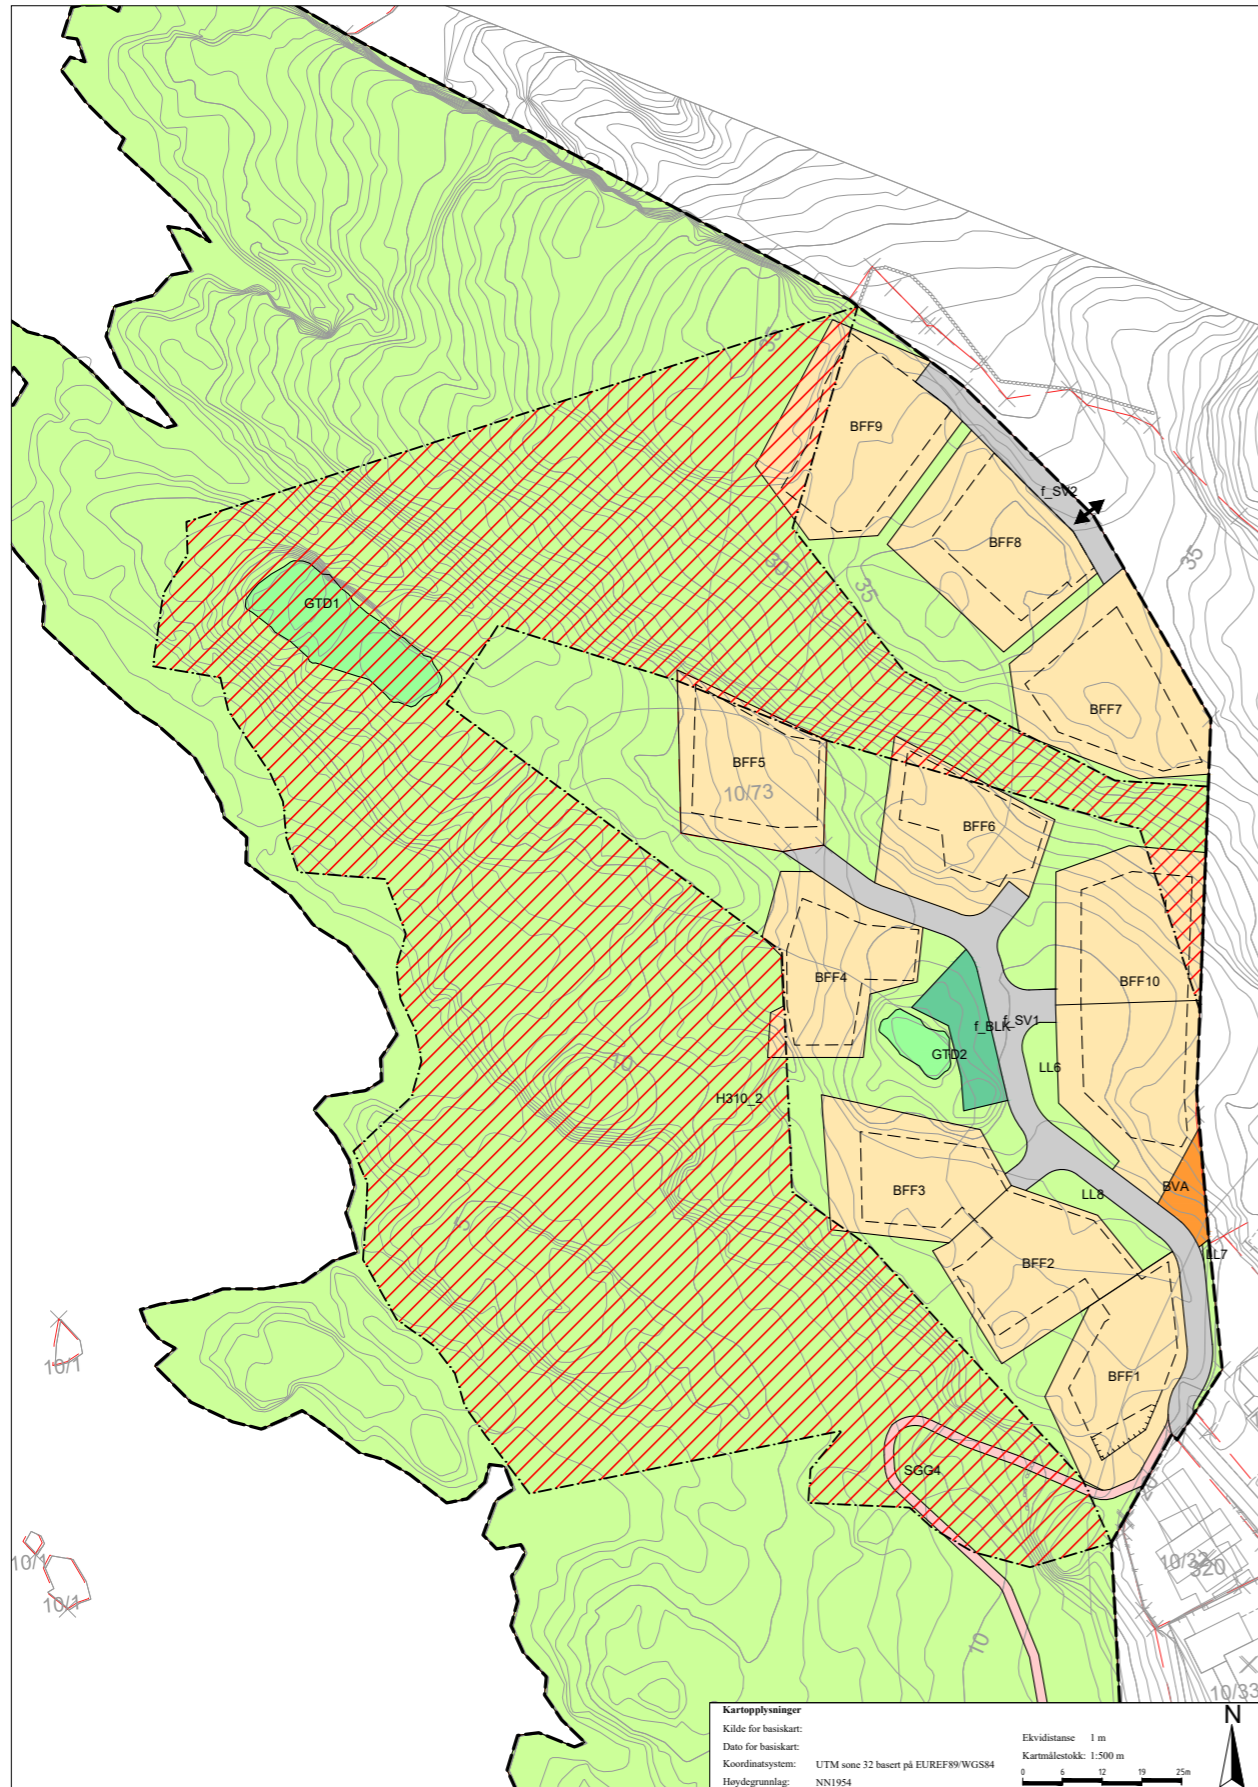 35
BFF9
f_SV2
BFF8
35
30
35
GTD1
BFF7
BFF5
10/73
BFF6
BFF4
BFF10
f_BLK
f_SV1
GTD2
LL6
10
H310_2
BFF3
LL8
BVA
5
LL7
BFF2
10/1
BFF1
SGG4
20
10/1
10/32
320
10/1
10
10/33
Kartopplysninger
N
Kilde for basiskart:
Ekvidistanse 1 m
Dato for basiskart:
Kartmålestokk: 1:500 m
Koordinatsystem: UTM sone 32 basert på EUREF89/WGS84
0 6 12 19 25m
Høydegrunnlag: NN1954